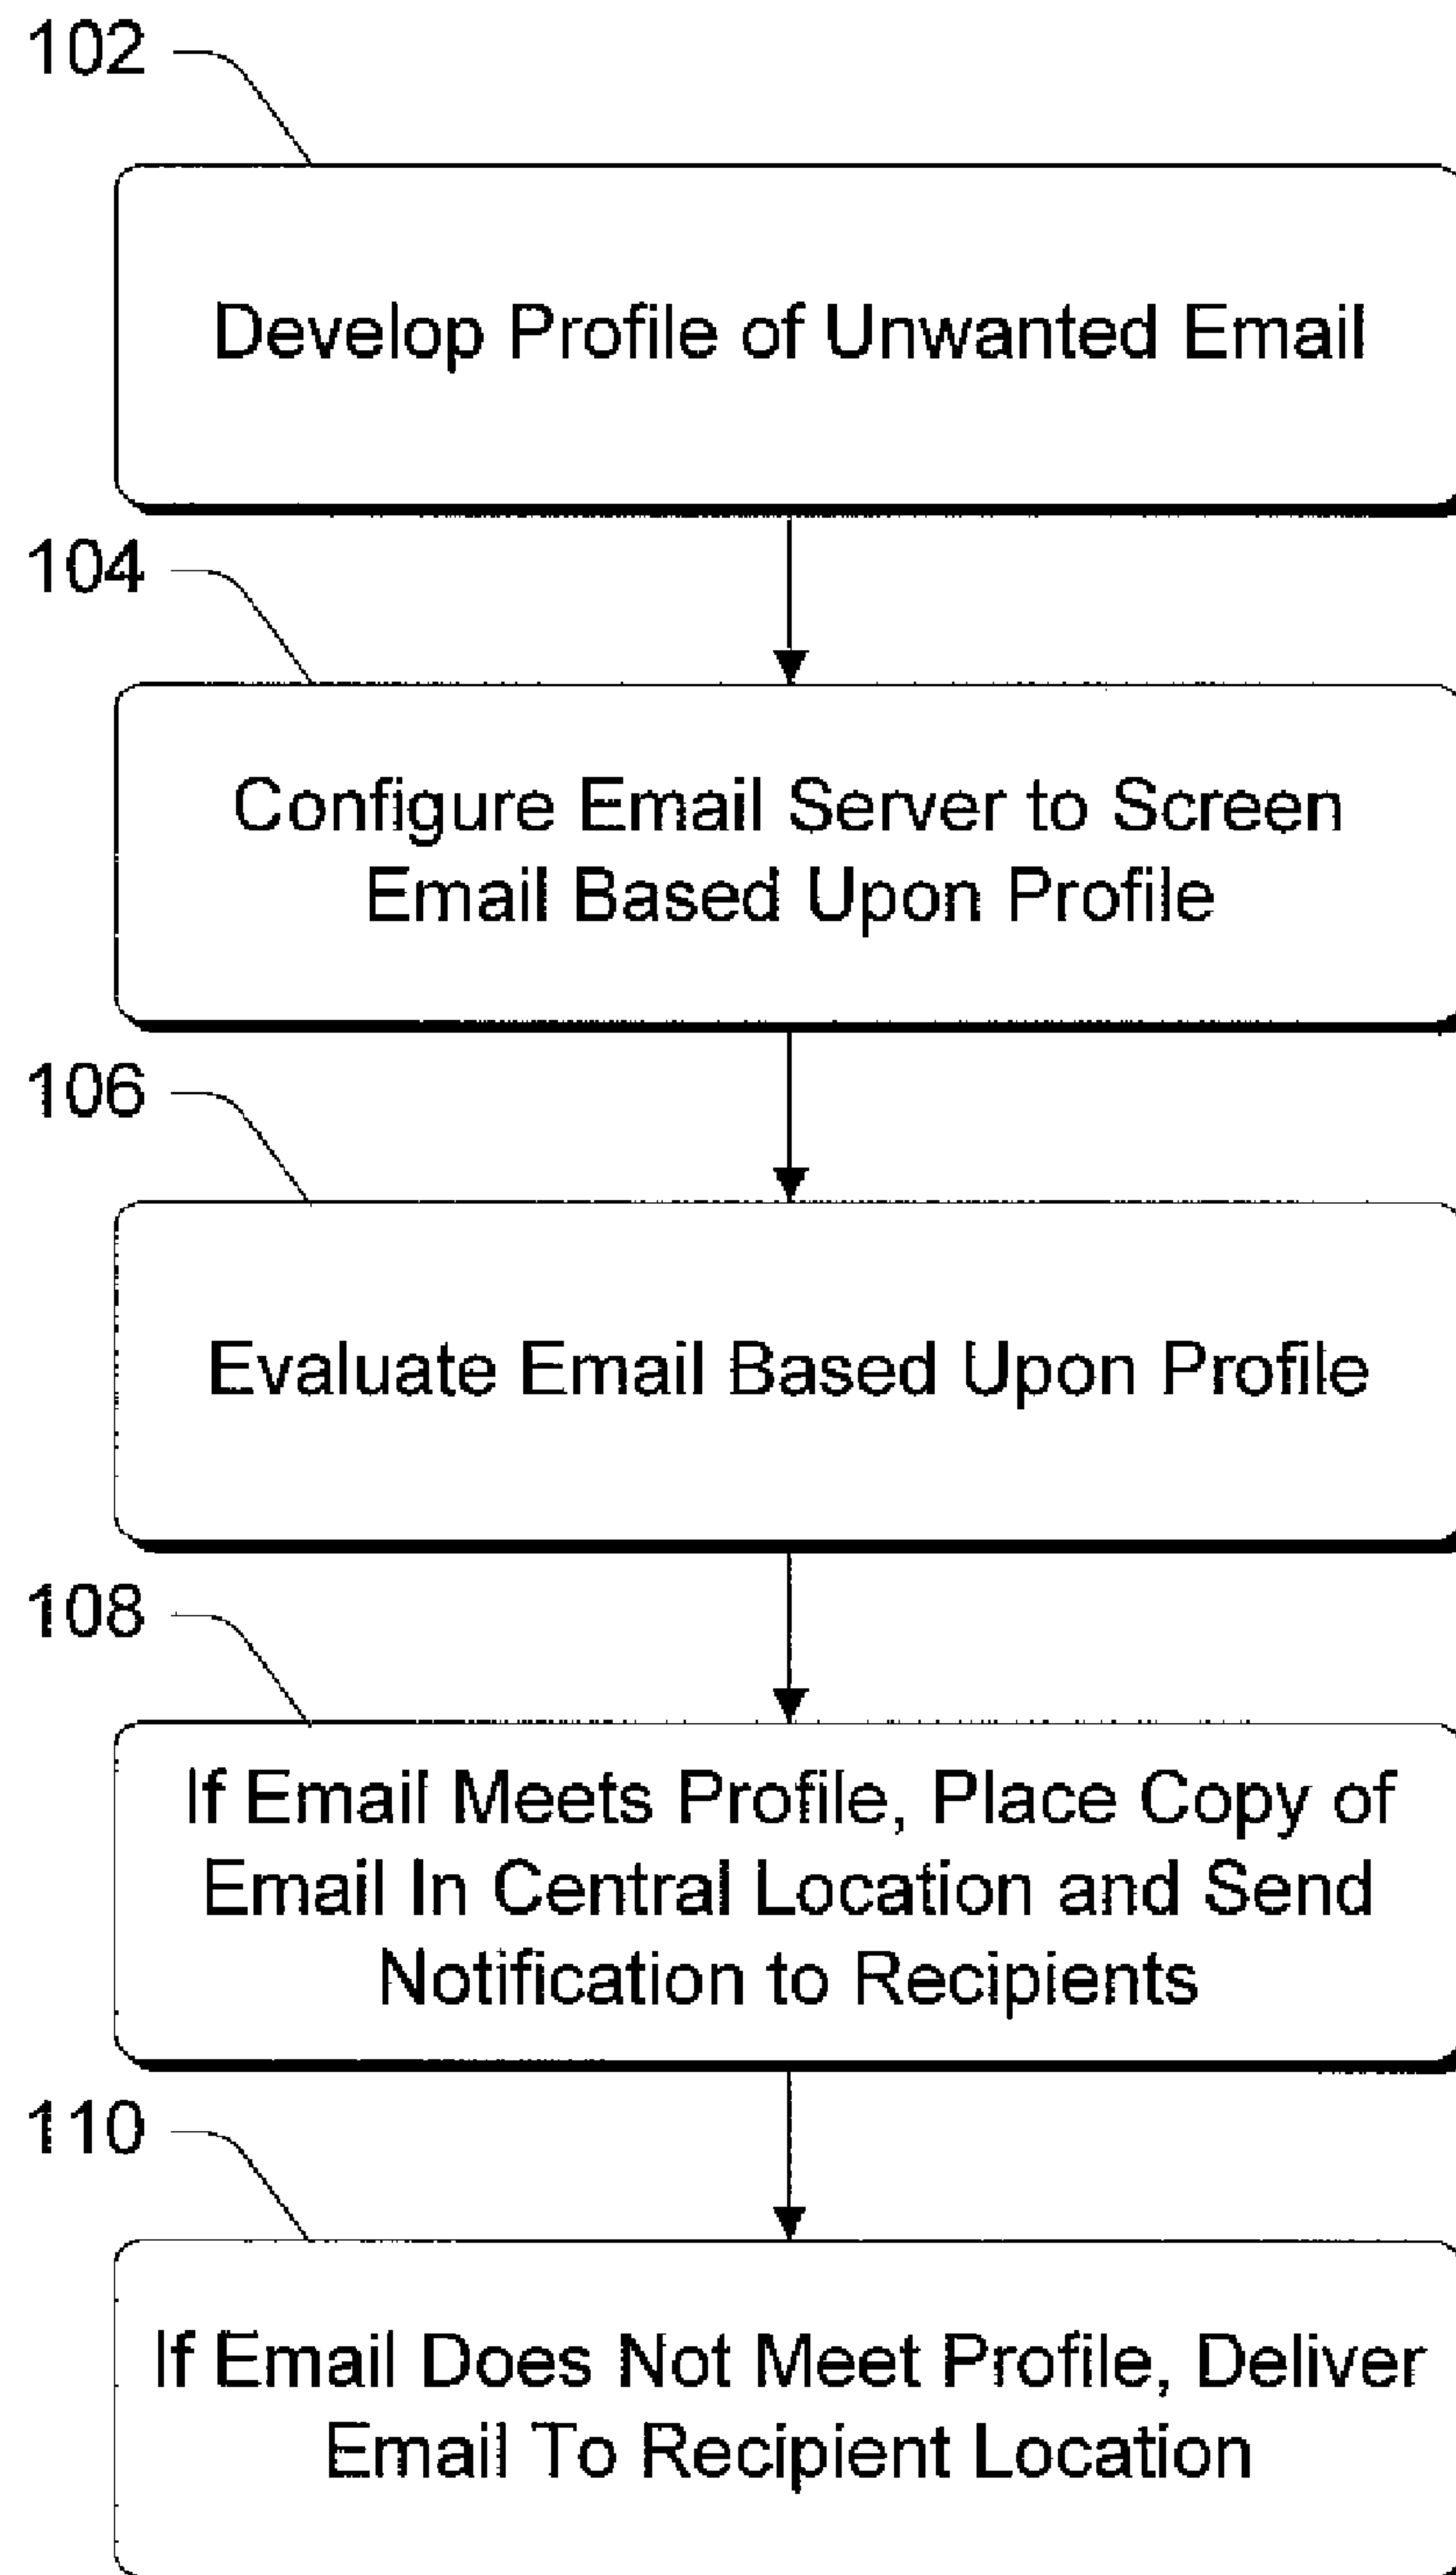 102
Develop Profile of Unwanted Email
104
Configure Email Server to Screen
Email Based Upon Profile
106
Evaluate Email Based Upon Profile
108
If Email Meets Profile, Place Copy of
Email In Central Location and Send
Notification to Recipients
110
If Email Does Not Meet Profile, Deliver
Email To Recipient Location